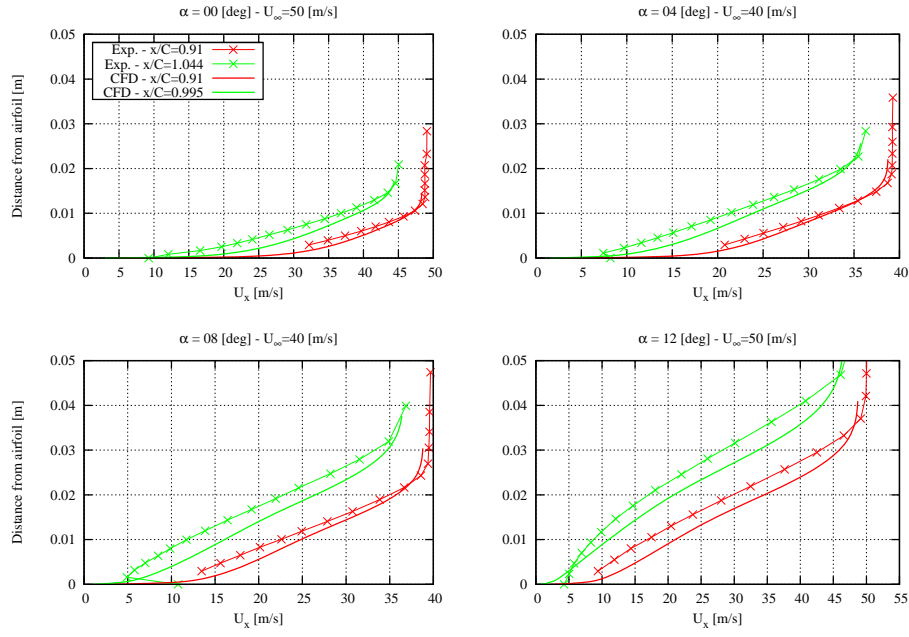 α = 00 [deg] - U∞=50 [m/s]
Distance from airfoil [m]
0.05
0.04
0.03
0.02
0.01
0
Exp. - x/C=0.91
Exp. - x/C=1.044
CFD - x/C=0.91
CFD - x/C=0.995
0 5 10 15 20 25 30 35 40 45 50
Ux [m/s]
α = 04 [deg] - U∞=40 [m/s]
0.05
0.04
0.03
0.02
0.01
0
0 5 10 15 20 25 30 35 40
Ux [m/s]
α = 08 [deg] - U∞=40 [m/s]
Distance from airfoil [m]
0.05
0.04
0.03
0.02
0.01
0
0 5 10 15 20 25 30 35 40
Ux [m/s]
α = 12 [deg] - U∞=50 [m/s]
0.05
0.04
0.03
0.02
0.01
0
0 5 10 15 20 25 30 35 40 45 50 55
Ux [m/s]